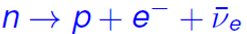 n → p + e⁻ + ν̄ₑ